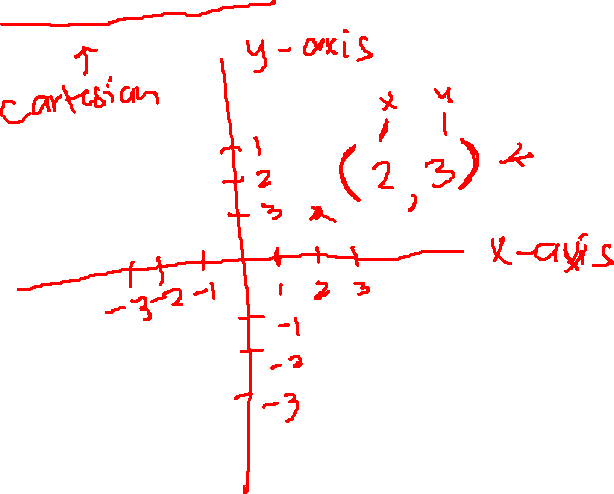 y-axis
cartesian
x y
1
(2,3)
2
3
x-axis
-3 -2 -1 1 2 3
-1
-2
-3